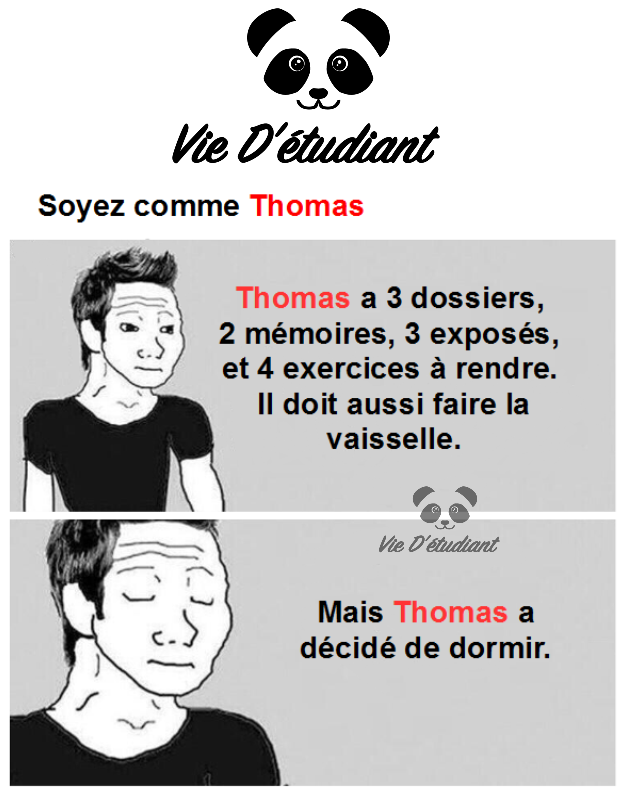 Vie D'étudiant
Soyez comme Thomas
Thomas a 3 dossiers,
2 mémoires, 3 exposés,
et 4 exercices à rendre.
Il doit aussi faire la
vaisselle.
Vie D'étudiant
Mais Thomas a
décidé de dormir.